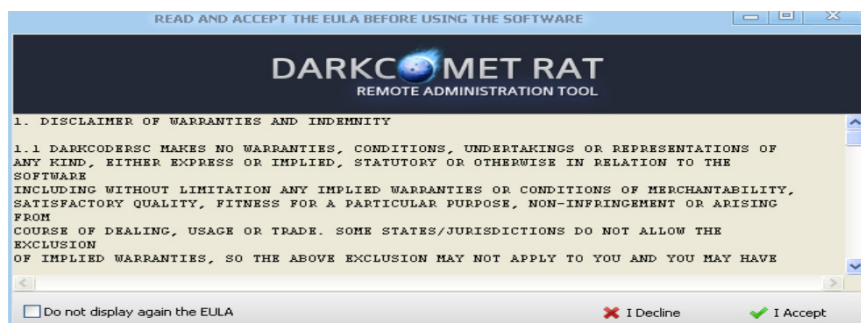 READ AND ACCEPT THE EULA BEFORE USING THE SOFTWARE
DARKCOMET RAT
REMOTE ADMINISTRATION TOOL
1. DISCLAIMER OF WARRANTIES AND INDEMNITY
1.1 DARKCODERSC MAKES NO WARRANTIES, CONDITIONS, UNDERTAKINGS OR REPRESENTATIONS OF
ANY KIND, EITHER EXPRESS OR IMPLIED, STATUTORY OR OTHERWISE IN RELATION TO THE
SOFTWARE
INCLUDING WITHOUT LIMITATION ANY IMPLIED WARRANTIES OR CONDITIONS OF MERCHANTABILITY,
SATISFACTORY QUALITY, FITNESS FOR A PARTICULAR PURPOSE, NON-INFRINGEMENT OR ARISING
FROM
COURSE OF DEALING, USAGE OR TRADE. SOME STATES/JURISDICTIONS DO NOT ALLOW THE
EXCLUSION
OF IMPLIED WARRANTIES, SO THE ABOVE EXCLUSION MAY NOT APPLY TO YOU AND YOU MAY HAVE
Do not display again the EULA
I Decline
I Accept